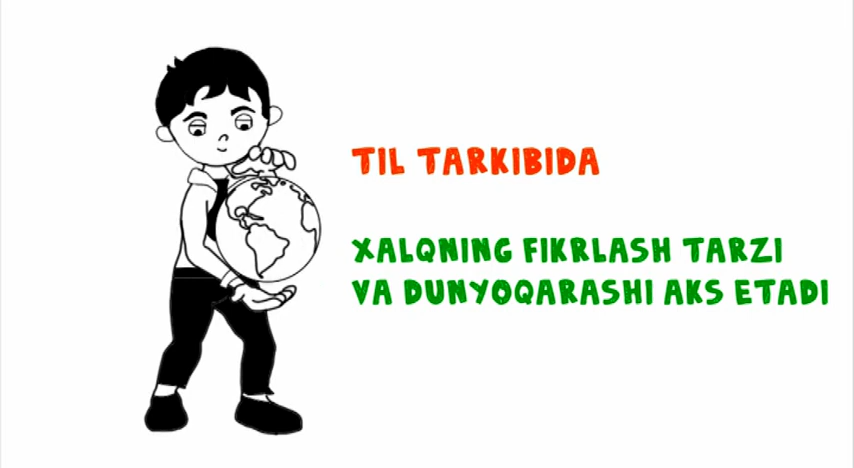 TIL TARKIBIDA
XALQNING FIKRLASH TARZI
VA DUNYOQARASHI AKS ETADI